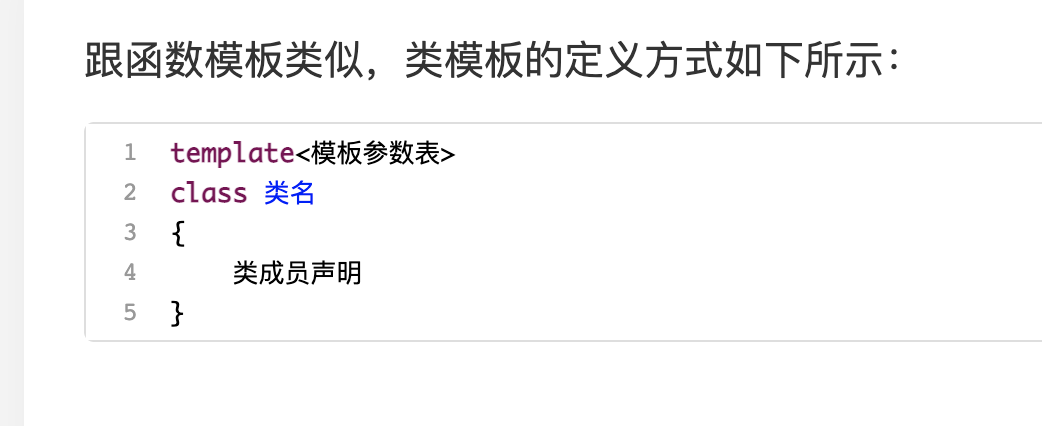 跟函数模板类似，类模板的定义方式如下所示：
1 template<模板参数表>
2 class 类名
3 {
4     类成员声明
5 }